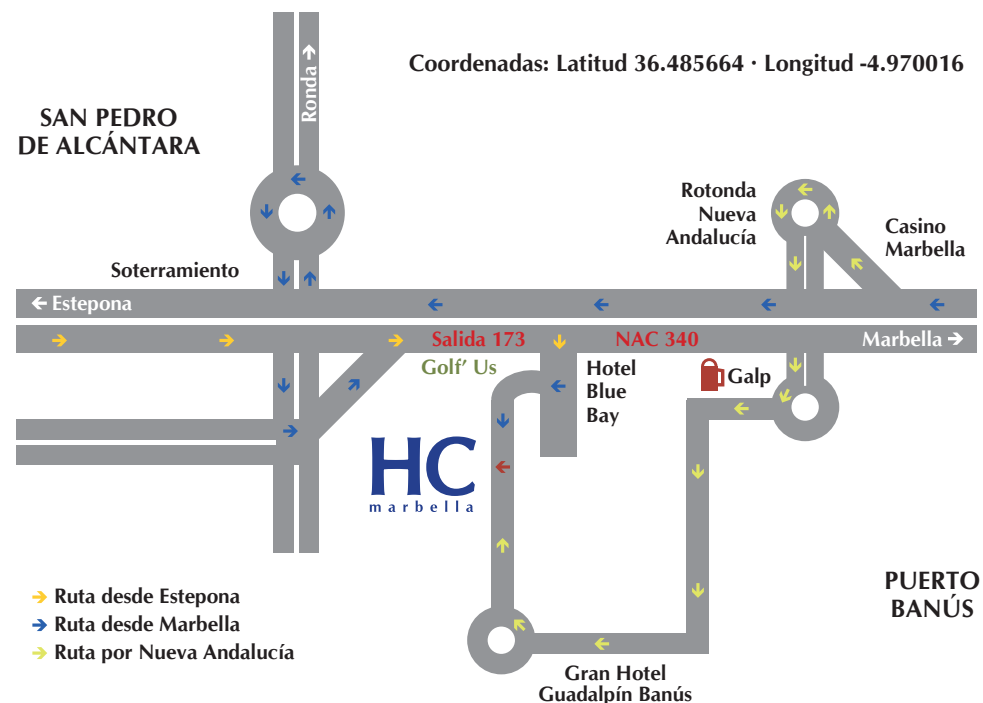 Coordenadas: Latitud 36.485664 · Longitud -4.970016
Ronda →
SAN PEDRO
DE ALCÁNTARA
Rotonda
Nueva
Andalucía
Casino
Marbella
Soterramiento
← Estepona
Salida 173
NAC 340
Marbella →
Golf' Us
Hotel
Blue
Bay
Galp
HC
marbella
PUERTO
BANÚS
→ Ruta desde Estepona
→ Ruta desde Marbella
→ Ruta por Nueva Andalucía
Gran Hotel
Guadalpín Banús